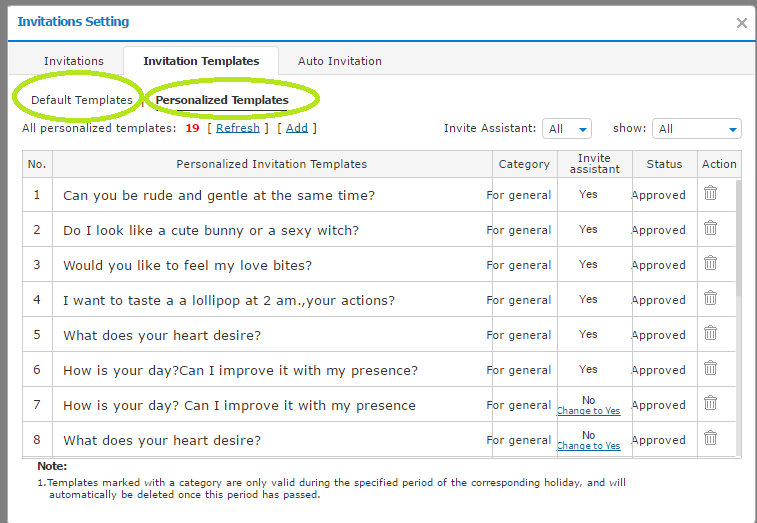 Invitations Setting
Invitations Invitation Templates Auto Invitation
Default Templates | Personalized Templates
All personalized templates: 19 [ Refresh ] [ Add ] Invite Assistant: All show: All
No. Personalized Invitation Templates Category Invite assistant Status Action
1 Can you be rude and gentle at the same time? For general Yes Approved
2 Do I look like a cute bunny or a sexy witch? For general Yes Approved
3 Would you like to feel my love bites? For general Yes Approved
4 I want to taste a a lollipop at 2 am.,your actions? For general Yes Approved
5 What does your heart desire? For general Yes Approved
6 How is your day?Can I improve it with my presence? For general Yes Approved
7 How is your day? Can I improve it with my presence For general No Change to Yes Approved
8 What does your heart desire? For general No Change to Yes Approved
Note:
1.Templates marked with a category are only valid during the specified period of the corresponding holiday, and will
automatically be deleted once this period has passed.